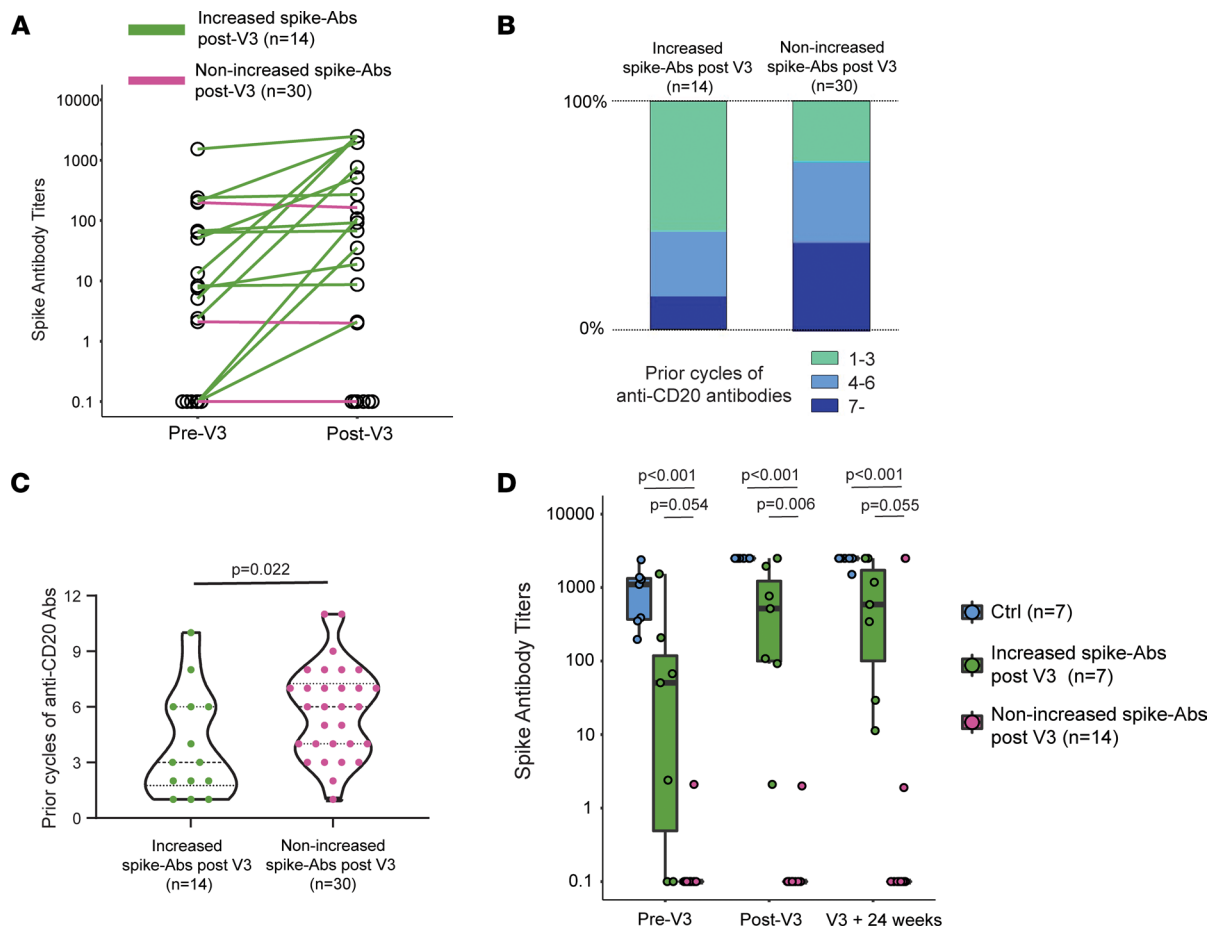 A
Increased spike-Abs
post-V3 (n=14)
Non-increased spike-Abs
post-V3 (n=30)
Spike Antibody Titers
10000
1000
100
10
1
0.1
Pre-V3
Post-V3
B
Increased
spike-Abs post V3
(n=14)
Non-increased
spike-Abs post V3
(n=30)
100%
0%
Prior cycles of
anti-CD20 antibodies
1-3
4-6
7-
C
Prior cycles of anti-CD20 Abs
p=0.022
12
9
6
3
0
Increased
spike-Abs post V3
(n=14)
Non-increased
spike-Abs post V3
(n=30)
D
Spike Antibody Titers
p<0.001
p=0.054
p<0.001
p=0.006
p<0.001
p=0.055
10000
1000
100
10
1
0.1
Pre-V3
Post-V3
V3 + 24 weeks
Ctrl (n=7)
Increased spike-Abs
post V3 (n=7)
Non-increased spike-Abs
post V3 (n=14)